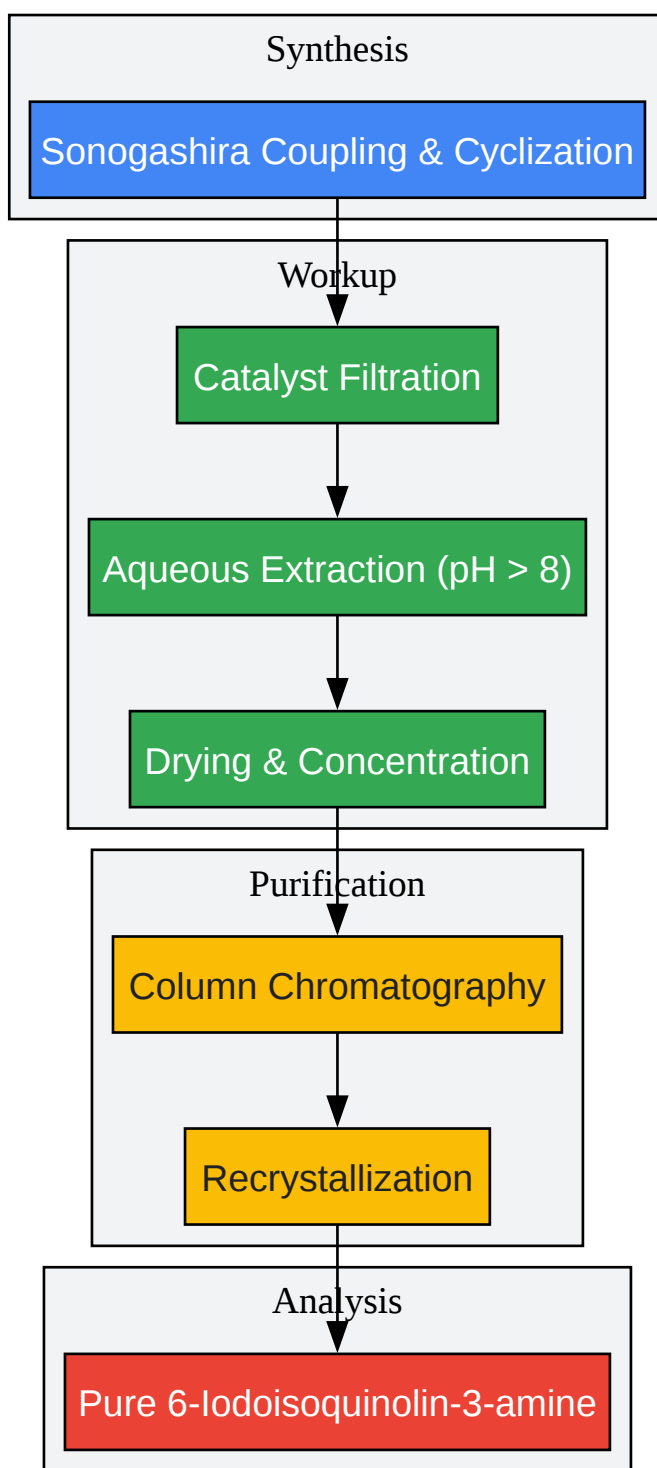 Synthesis
Sonogashira Coupling & Cyclization
Workup
Catalyst Filtration
Aqueous Extraction (pH > 8)
Drying & Concentration
Purification
Column Chromatography
Recrystallization
Analysis
Pure 6-Iodoisoquinolin-3-amine